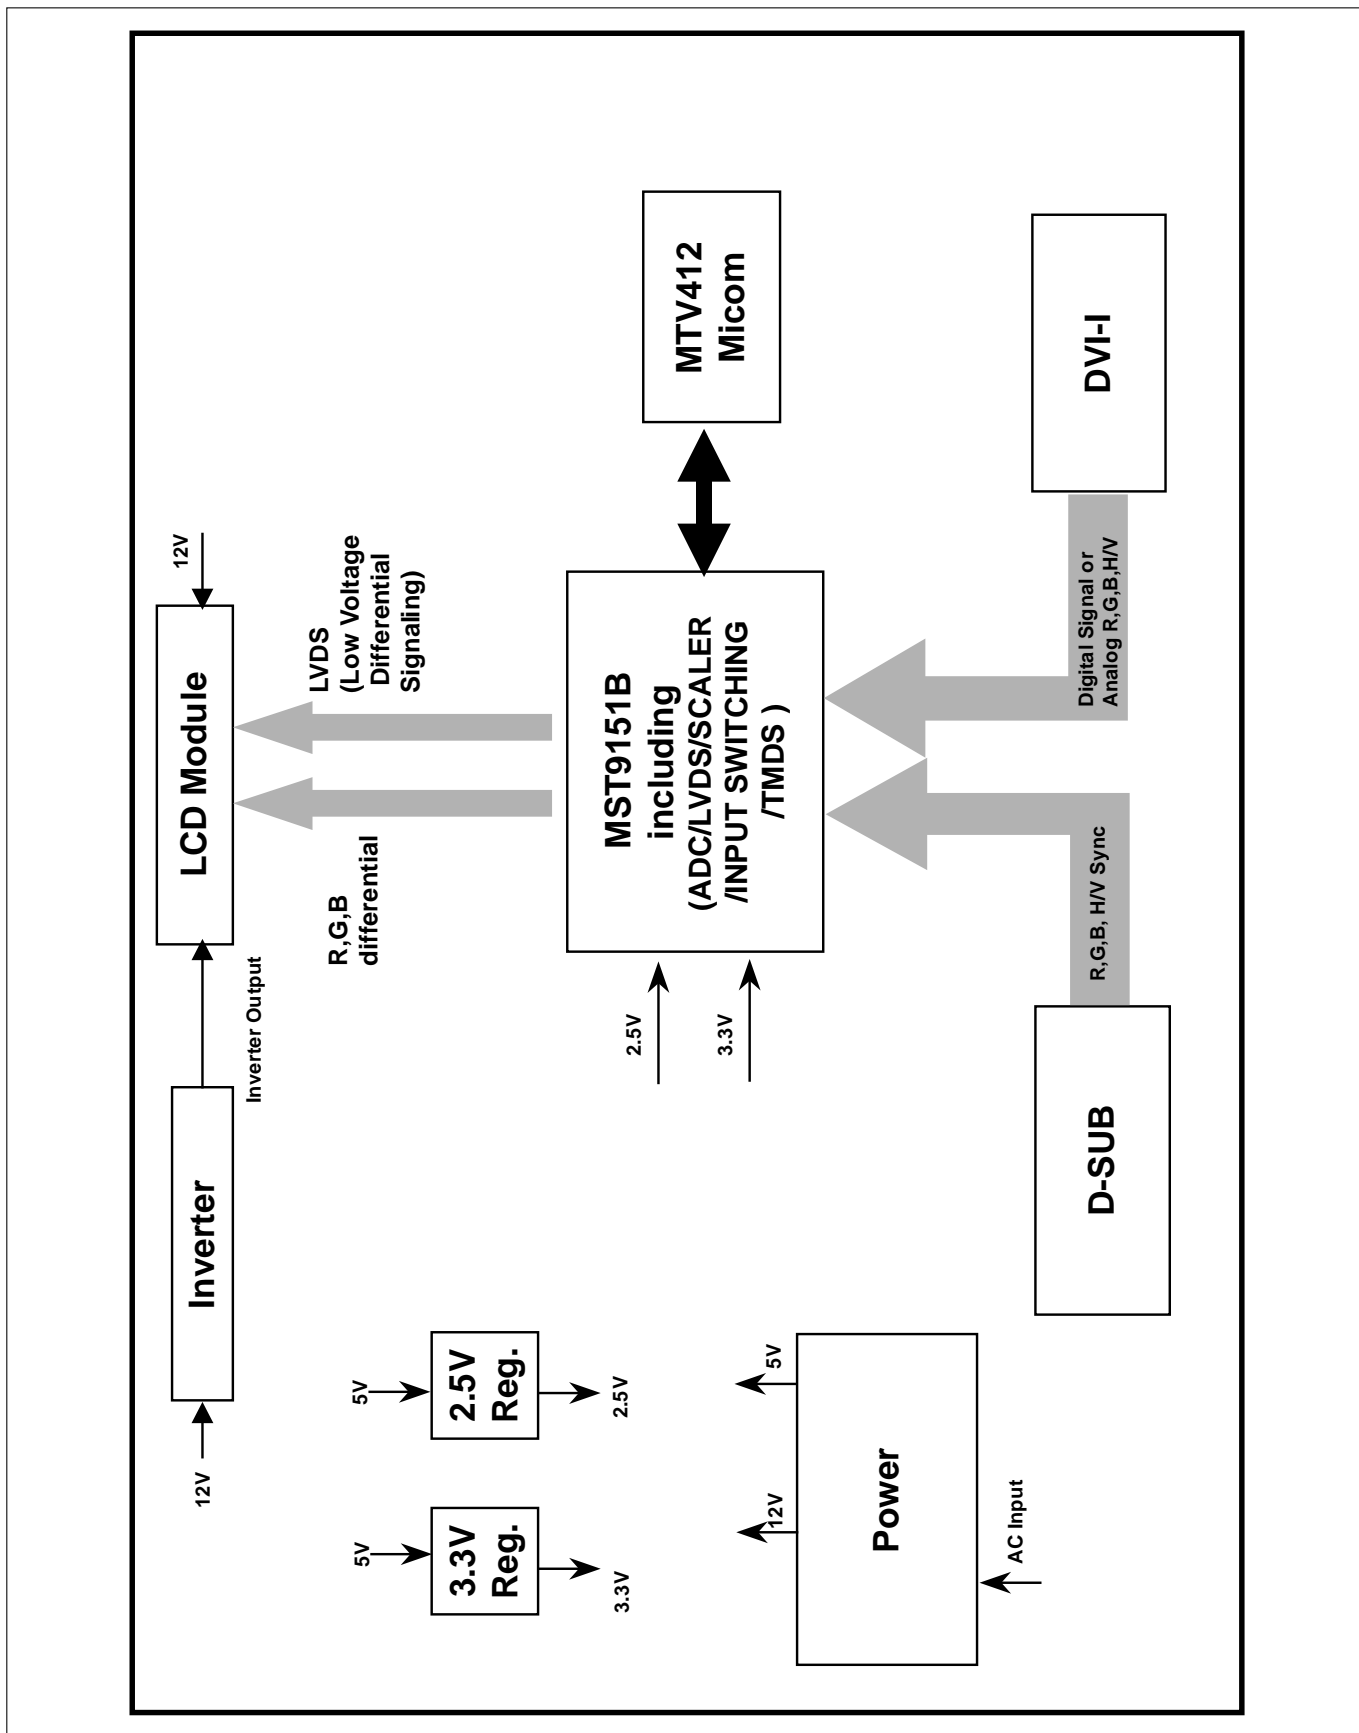 12V
Inverter
Inverter Output
LCD Module
12V
R,G,B
differential
LVDS
(Low Voltage
Differential
Signaling)
5V
3.3V
Reg.
3.3V
5V
2.5V
Reg.
2.5V
2.5V
3.3V
MST9151B
including
(ADC/LVDS/SCALER
/INPUT SWITCHING
/TMDS )
MTV412
Micom
12V
5V
Power
AC Input
D-SUB
R,G,B, H/V Sync
Digital Signal or
Analog R,G,B,H/V
DVI-I